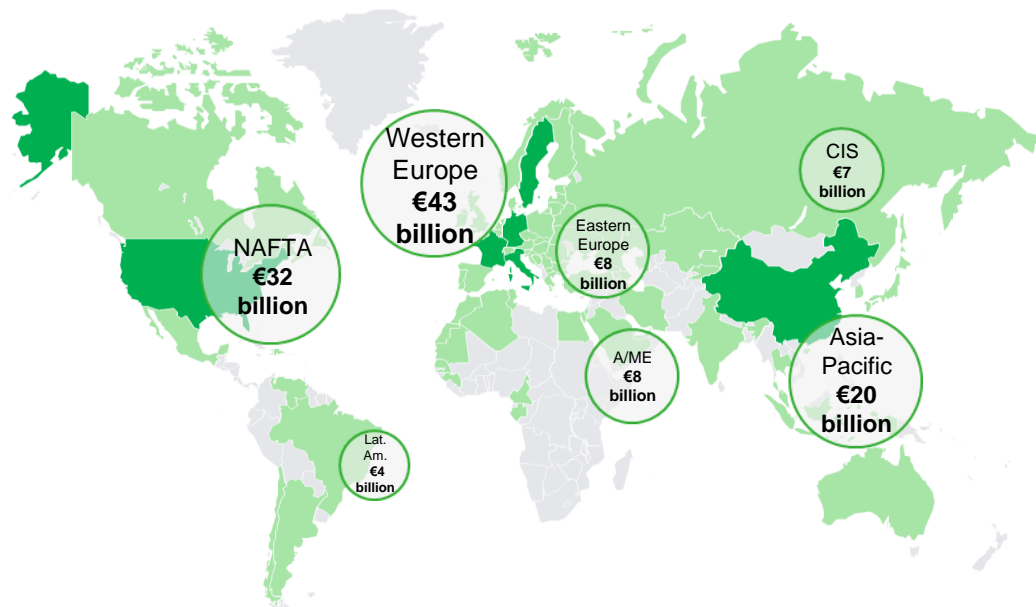 Western
Europe
€43
billion
CIS
€7
billion
NAFTA
€32
billion
Eastern
Europe
€8
billion
A/ME
€8
billion
Asia-
Pacific
€20
billion
Lat.
Am.
€4
billion